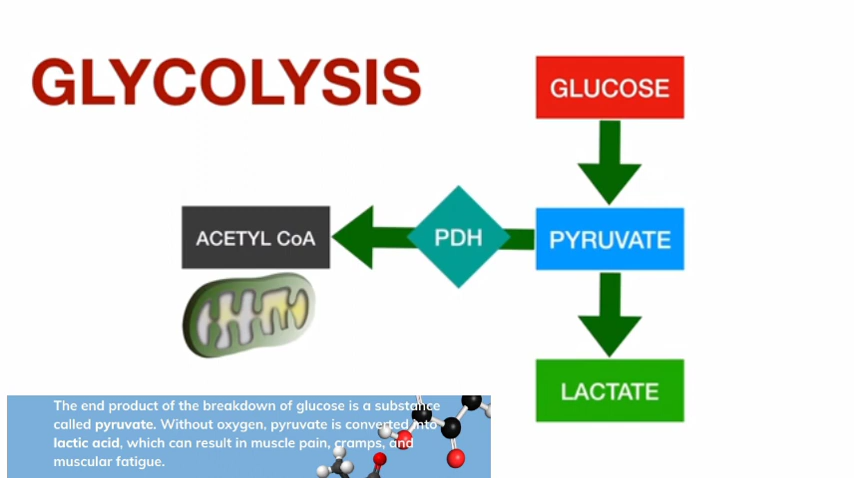 GLYCOLYSIS
GLUCOSE
ACETYL CoA
PDH
PYRUVATE
LACTATE
The end product of the breakdown of glucose is a substance
called pyruvate. Without oxygen, pyruvate is converted into
lactic acid, which can result in muscle pain, cramps, and
muscular fatigue.